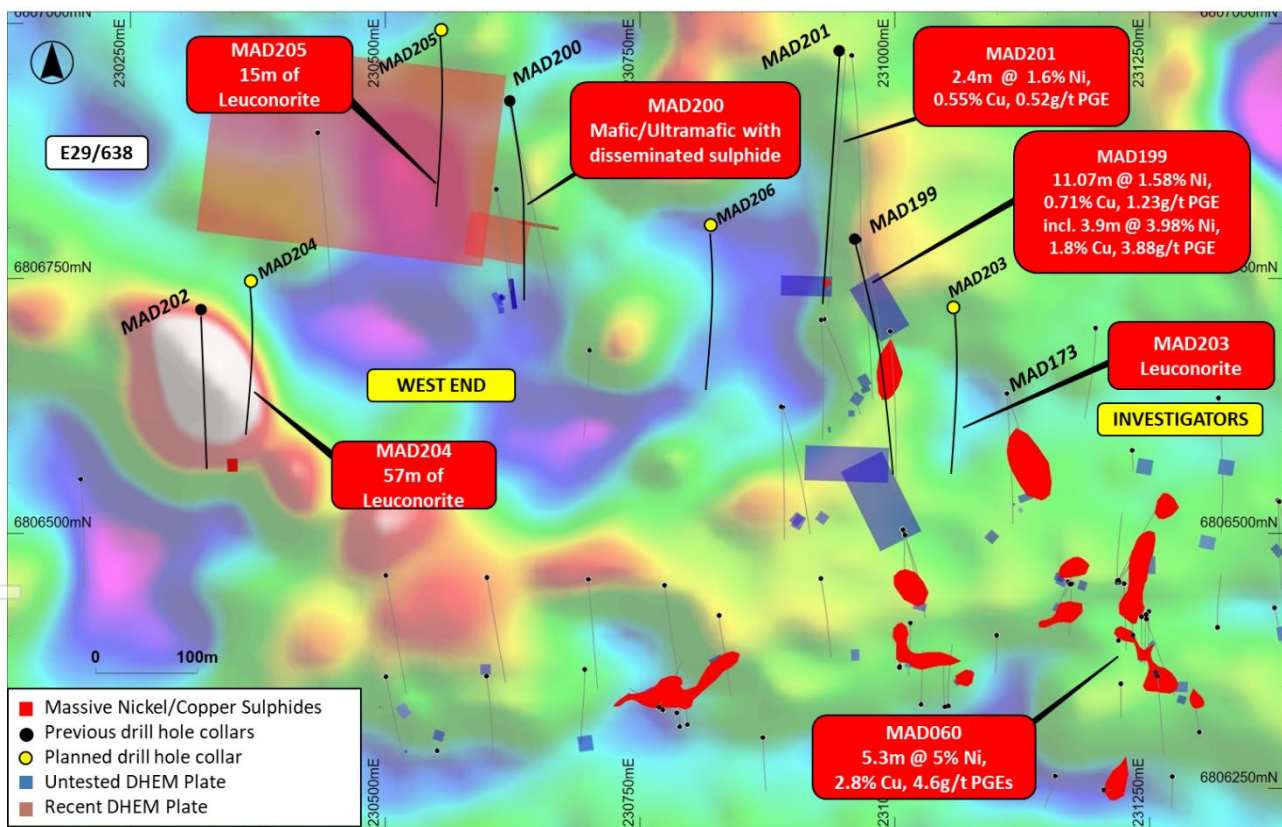 6807000mN
6807000mN
230250mE
230500mE
230750mE
231000mE
231250mE
MAD205
15m of
Leuconorite
MAD205
MAD200
MAD201
MAD201
2.4m @ 1.6% Ni,
0.55% Cu, 0.52g/t PGE
E29/638
MAD200
Mafic/Ultramafic with
disseminated sulphide
MAD199
11.07m @ 1.58% Ni,
0.71% Cu, 1.23g/t PGE
incl. 3.9m @ 3.98% Ni,
1.8% Cu, 3.88g/t PGE
MAD206
MAD199
6806750mN
MAD204
MAD203
MAD202
MAD173
MAD203
Leuconorite
WEST END
INVESTIGATORS
MAD204
57m of
Leuconorite
6806500mN
6806500mN
0 100m
Massive Nickel/Copper Sulphides
Previous drill hole collars
Planned drill hole collar
Untested DHEM Plate
Recent DHEM Plate
MAD060
5.3m @ 5% Ni,
2.8% Cu, 4.6g/t PGEs
230500mE
230750mE
231250mE
6806250mN